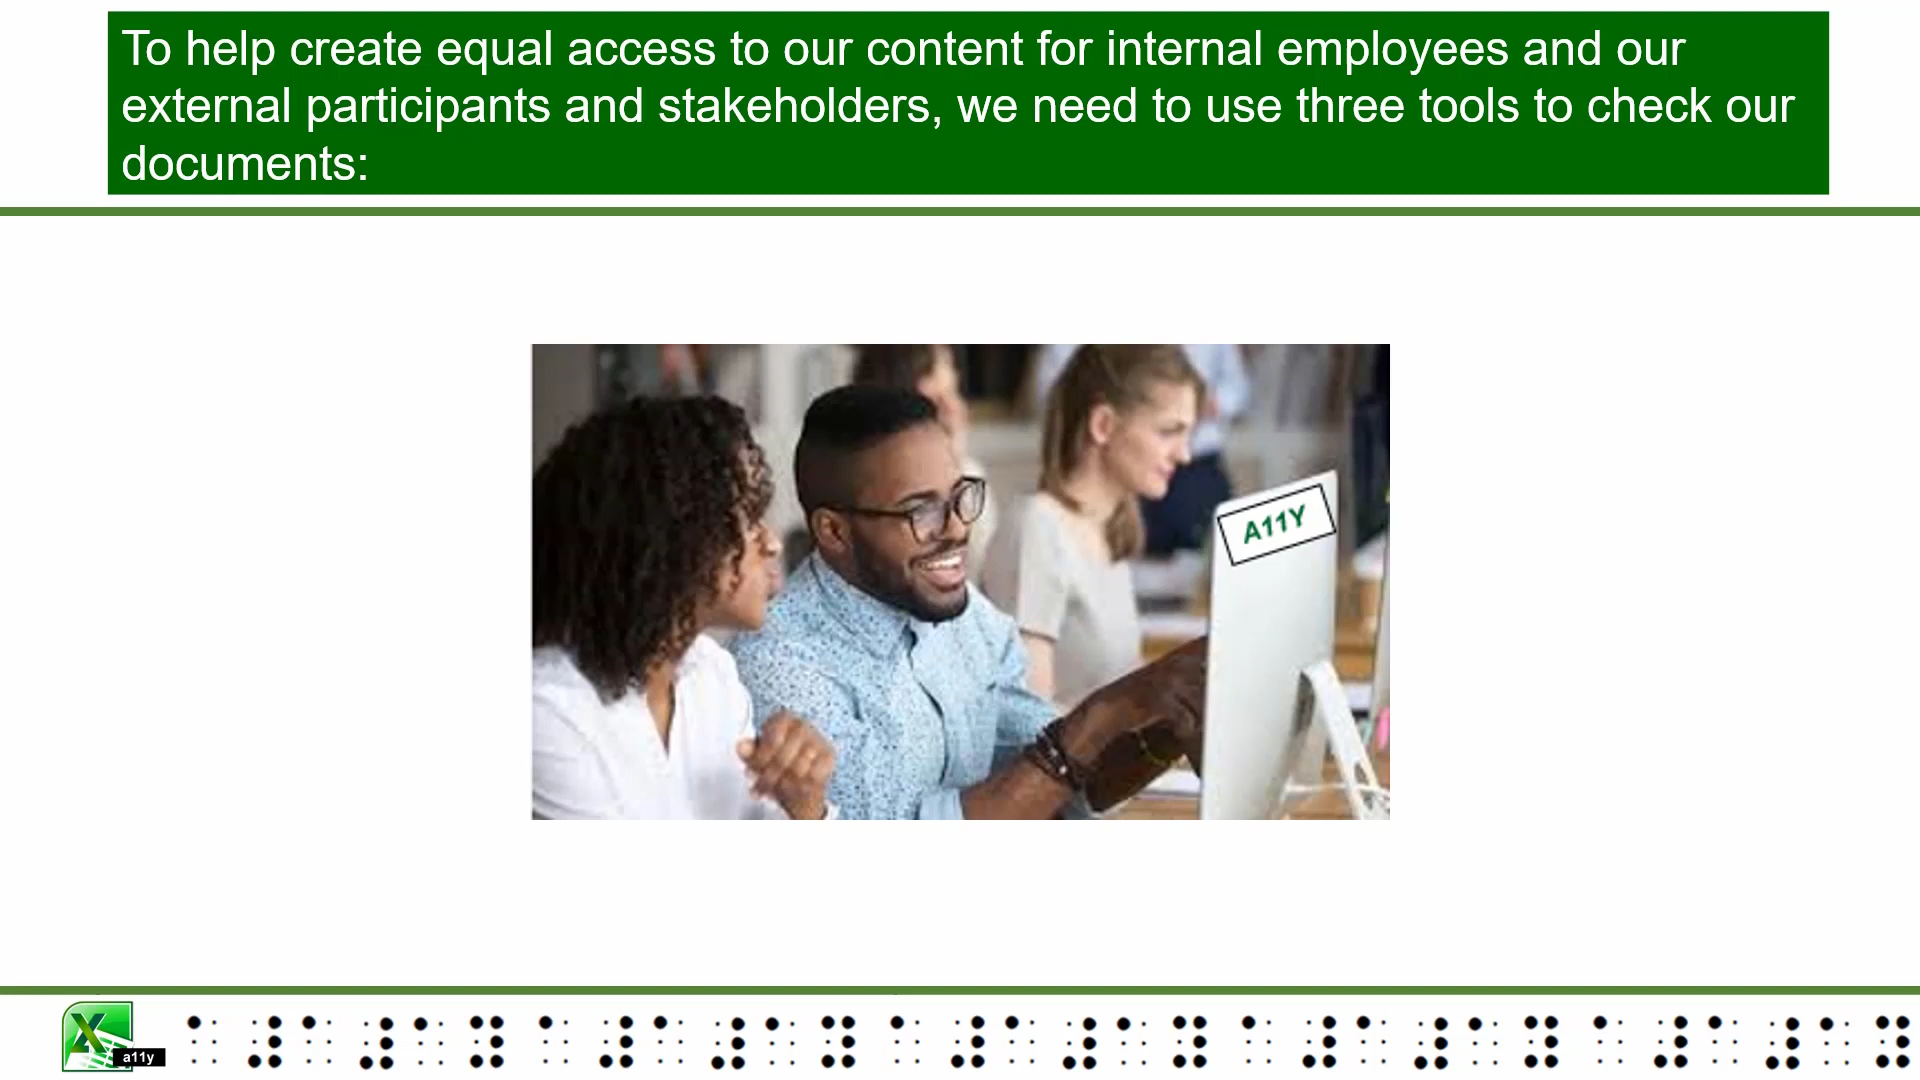 To help create equal access to our content for internal employees and our
external participants and stakeholders, we need to use three tools to check our
documents:
A11Y
X
a11y